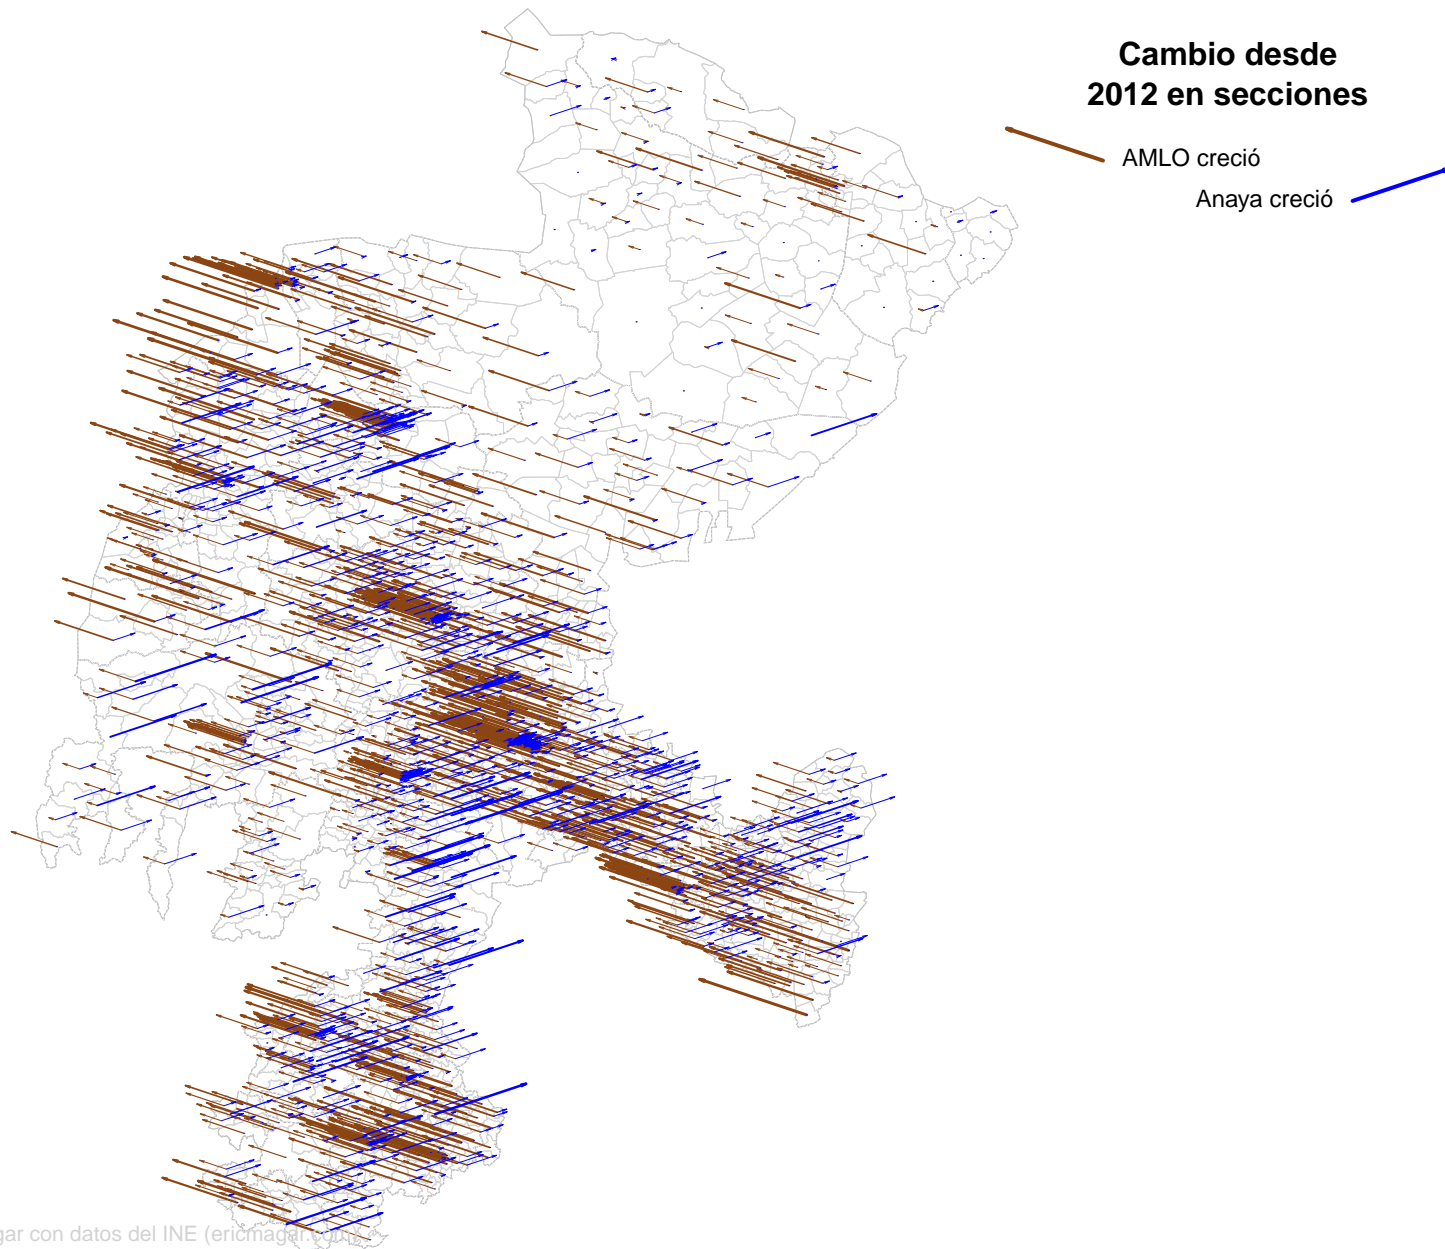 Cambio desde
2012 en secciones
AMLO creció
Anaya creció
gar con datos del INE (ericmagar.com)